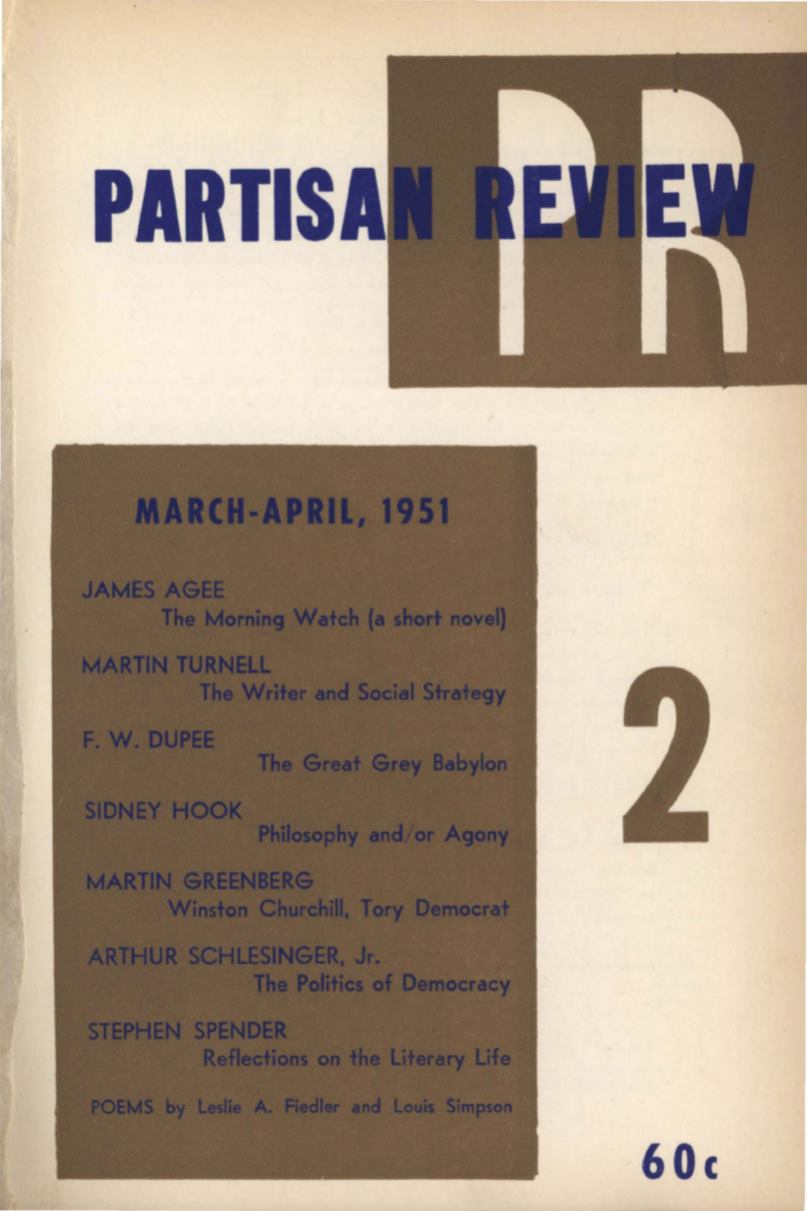 PR
PARTISAN REVIEW
MARCH-APRIL, 1951
JAMES AGEE
The Morning Watch (a short novel)
MARTIN TURNELL
The Writer and Social Strategy
F. W. DUPEE
The Great Grey Babylon
SIDNEY HOOK
Philosophy and/or Agony
MARTIN GREENBERG
Winston Churchill, Tory Democrat
ARTHUR SCHLESINGER, Jr.
The Politics of Democracy
STEPHEN SPENDER
Reflections on the Literary Life
POEMS by Leslie A. Fiedler and Louis Simpson
2
60c